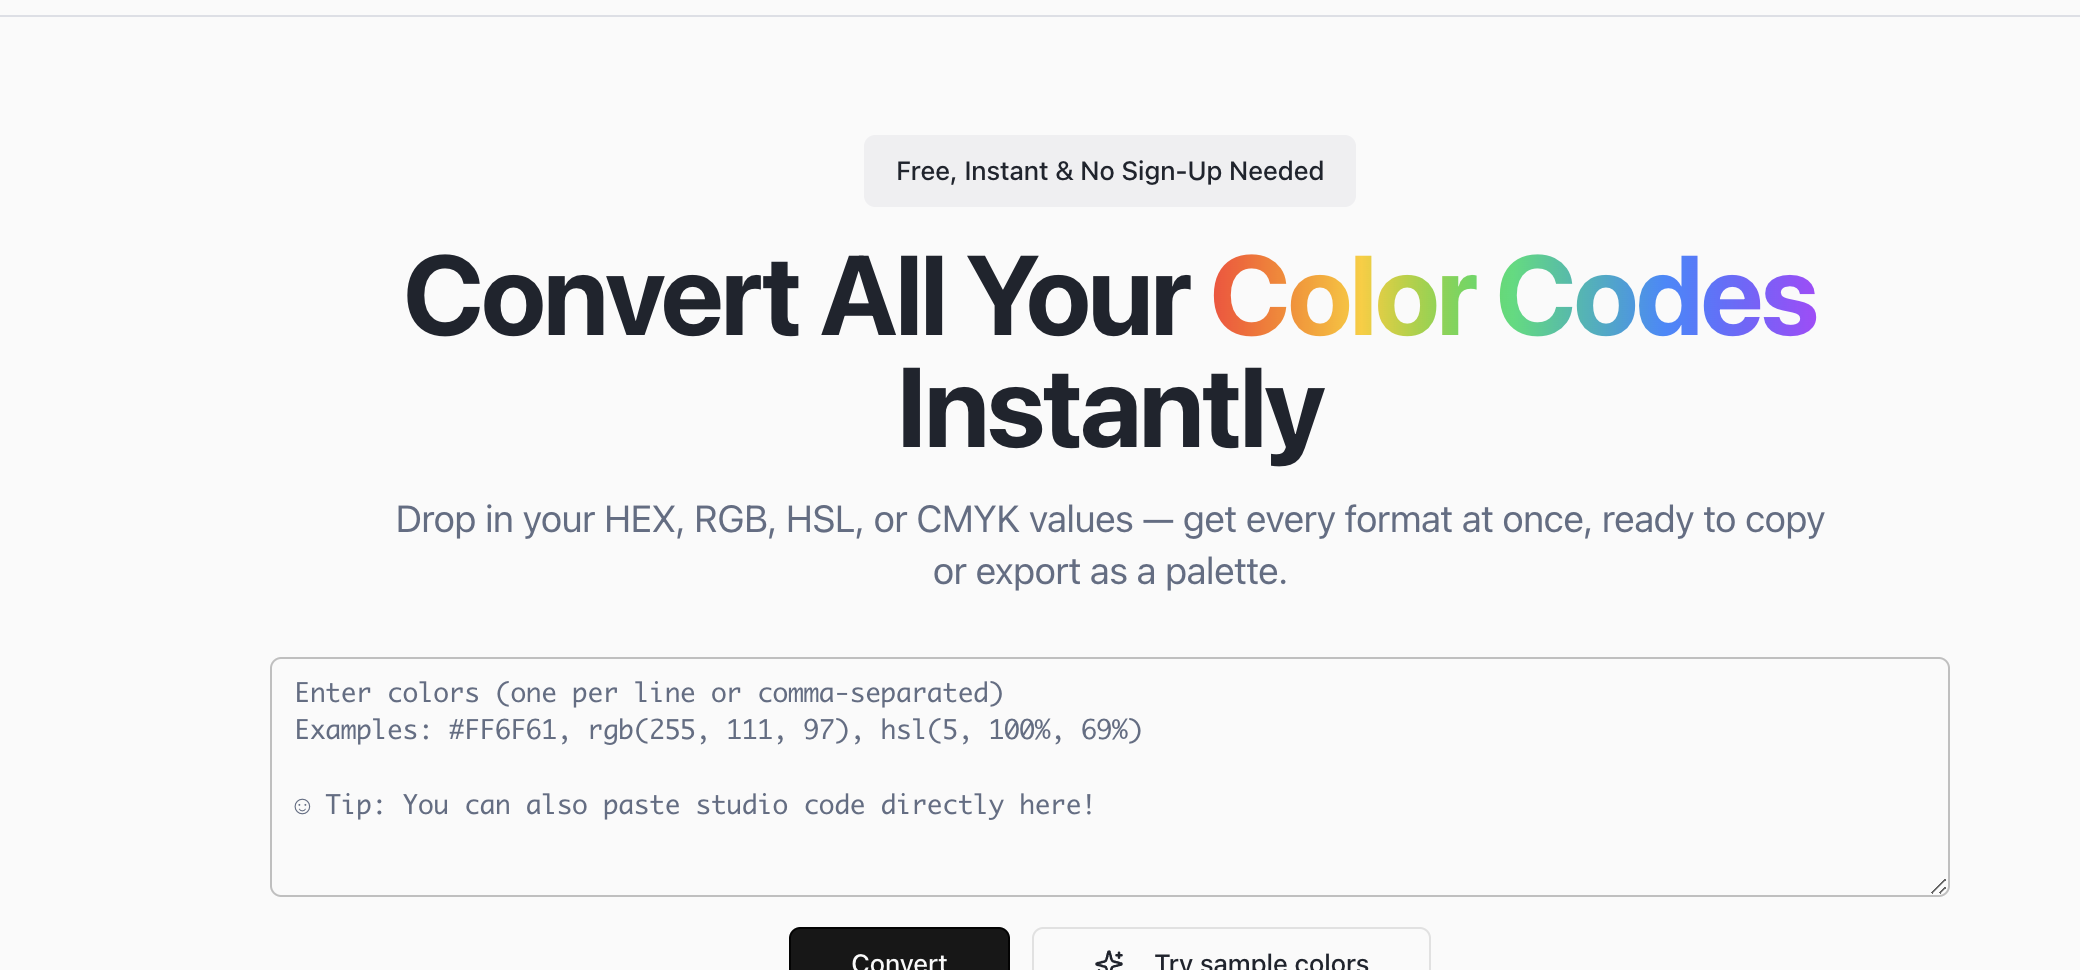 Free, Instant & No Sign-Up Needed
Convert All Your Color Codes
Instantly
Drop in your HEX, RGB, HSL, or CMYK values — get every format at once, ready to copy
or export as a palette.
Enter colors (one per line or comma-separated)
Examples: #FF6F61, rgb(255, 111, 97), hsl(5, 100%, 69%)
☺ Tip: You can also paste studio code directly here!
Convert
Try sample colors